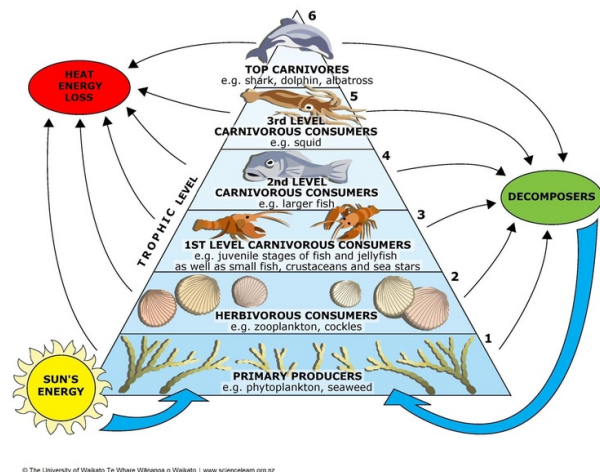 6
TOP CARNIVORES
e.g. shark, dolphin, albatross
HEAT
ENERGY
LOSS
5
3rd LEVEL
CARNIVOROUS CONSUMERS
e.g. squid
4
2nd LEVEL
CARNIVOROUS CONSUMERS
e.g. larger fish
DECOMPOSERS
TROPHIC LEVEL
3
1ST LEVEL CARNIVOROUS CONSUMERS
e.g. juvenile stages of fish and jellyfish
as well as small fish, crustaceans and sea stars
2
HERBIVOROUS CONSUMERS
e.g. zooplankton, cockles
1
PRIMARY PRODUCERS
e.g. phytoplankton, seaweed
SUN'S
ENERGY
© The University of Waikato Te Whare Wānanga o Waikato | www.sciencelearn.org.nz